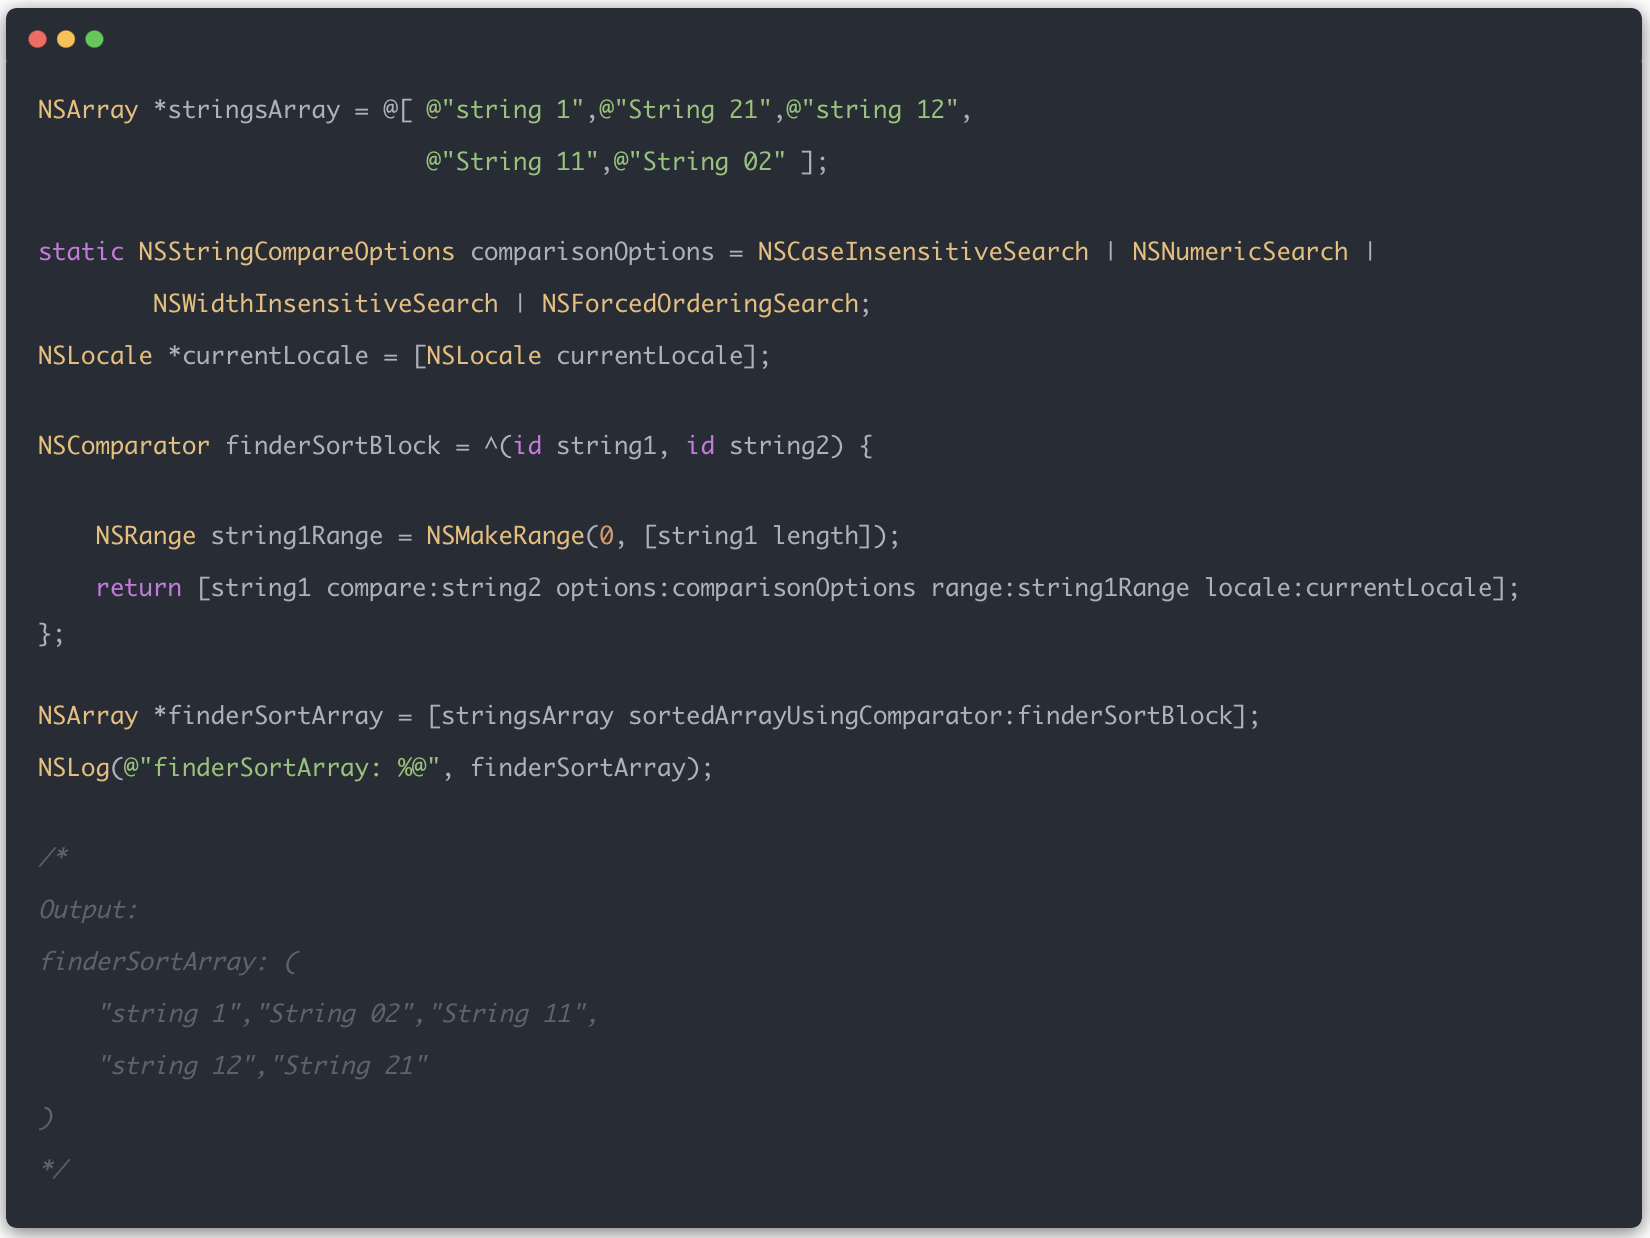 NSArray *stringsArray = @[ @"string 1",@"String 21",@"string 12",
                           @"String 11",@"String 02" ];
static NSStringCompareOptions comparisonOptions = NSCaseInsensitiveSearch | NSNumericSearch |
        NSWidthInsensitiveSearch | NSForcedOrderingSearch;
NSLocale *currentLocale = [NSLocale currentLocale];
NSComparator finderSortBlock = ^(id string1, id string2) {
    NSRange string1Range = NSMakeRange(0, [string1 length]);
    return [string1 compare:string2 options:comparisonOptions range:string1Range locale:currentLocale];
};
NSArray *finderSortArray = [stringsArray sortedArrayUsingComparator:finderSortBlock];
NSLog(@"finderSortArray: %@", finderSortArray);
/*
Output:
finderSortArray: (
    "string 1","String 02","String 11",
    "string 12","String 21"
)
*/